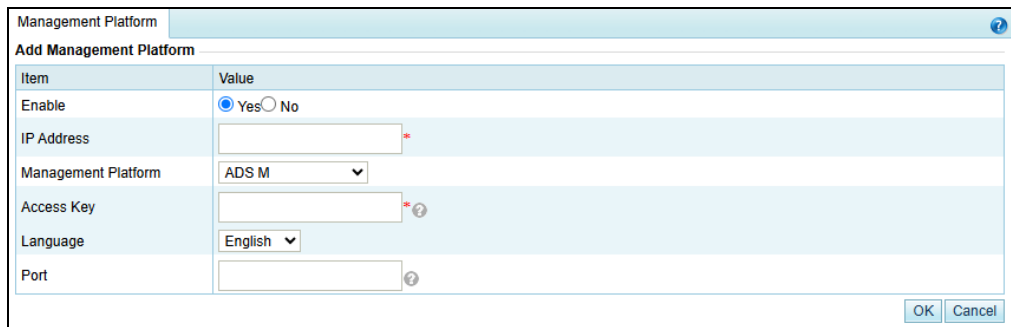 Management Platform
?
Add Management Platform
Item Value
Enable Yes No
IP Address *
Management Platform ADS M
Access Key * ?
Language English
Port ?
OK Cancel